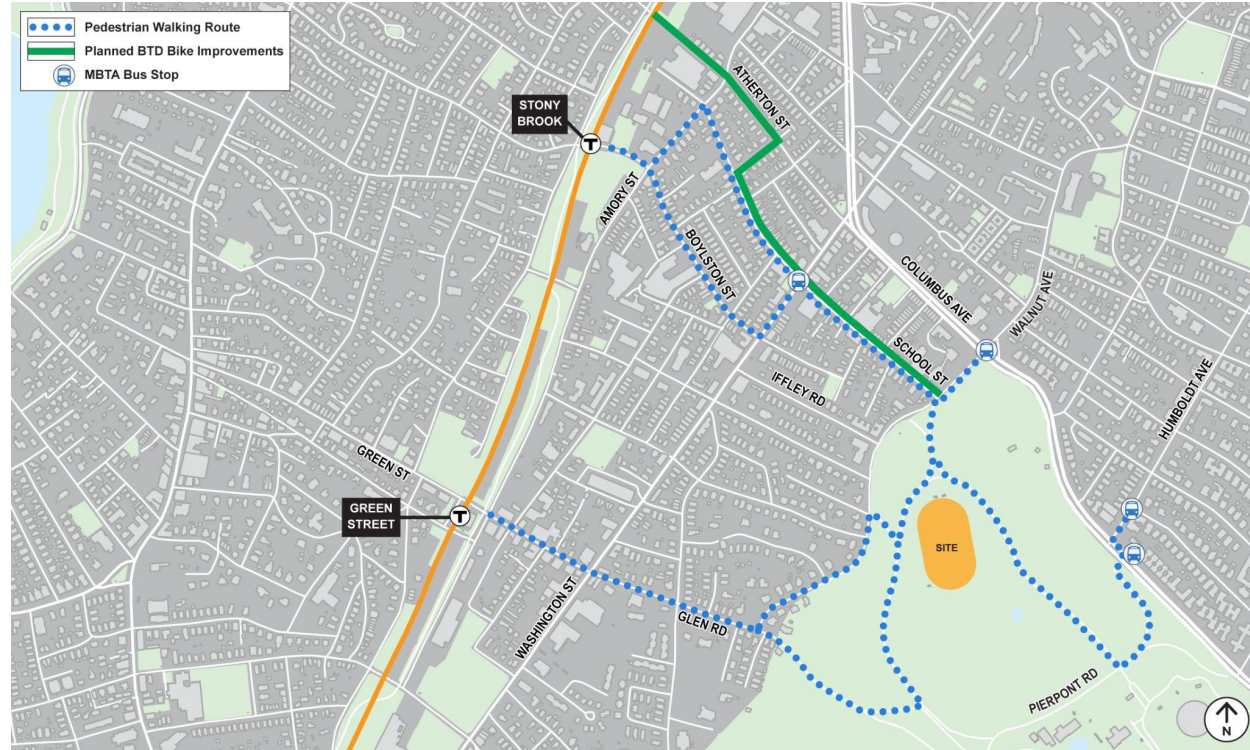 Pedestrian Walking Route
Planned BTD Bike Improvements
MBTA Bus Stop
STONY
BROOK
T
ATHERTON ST
AMORY ST
BOYLSTON ST
COLUMBUS AVE
WALNUT AVE
SCHOOL ST
IFFLEY RD
HUMBOLDT AVE
GREEN ST
GREEN
STREET
T
SITE
WASHINGTON ST
GLEN RD
PIERPONT RD
N